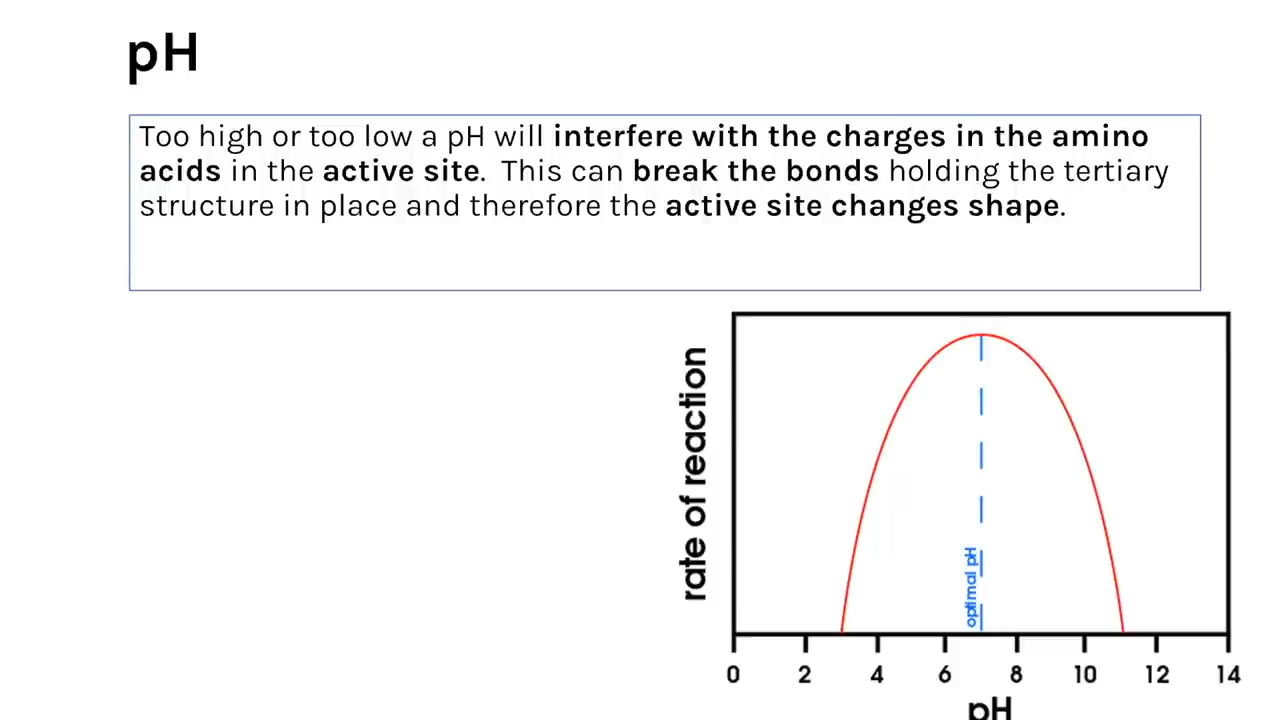 pH
Too high or too low a pH will interfere with the charges in the amino
acids in the active site. This can break the bonds holding the tertiary
structure in place and therefore the active site changes shape.
rate of reaction
optimal pH
0 2 4 6 8 10 12 14
pH